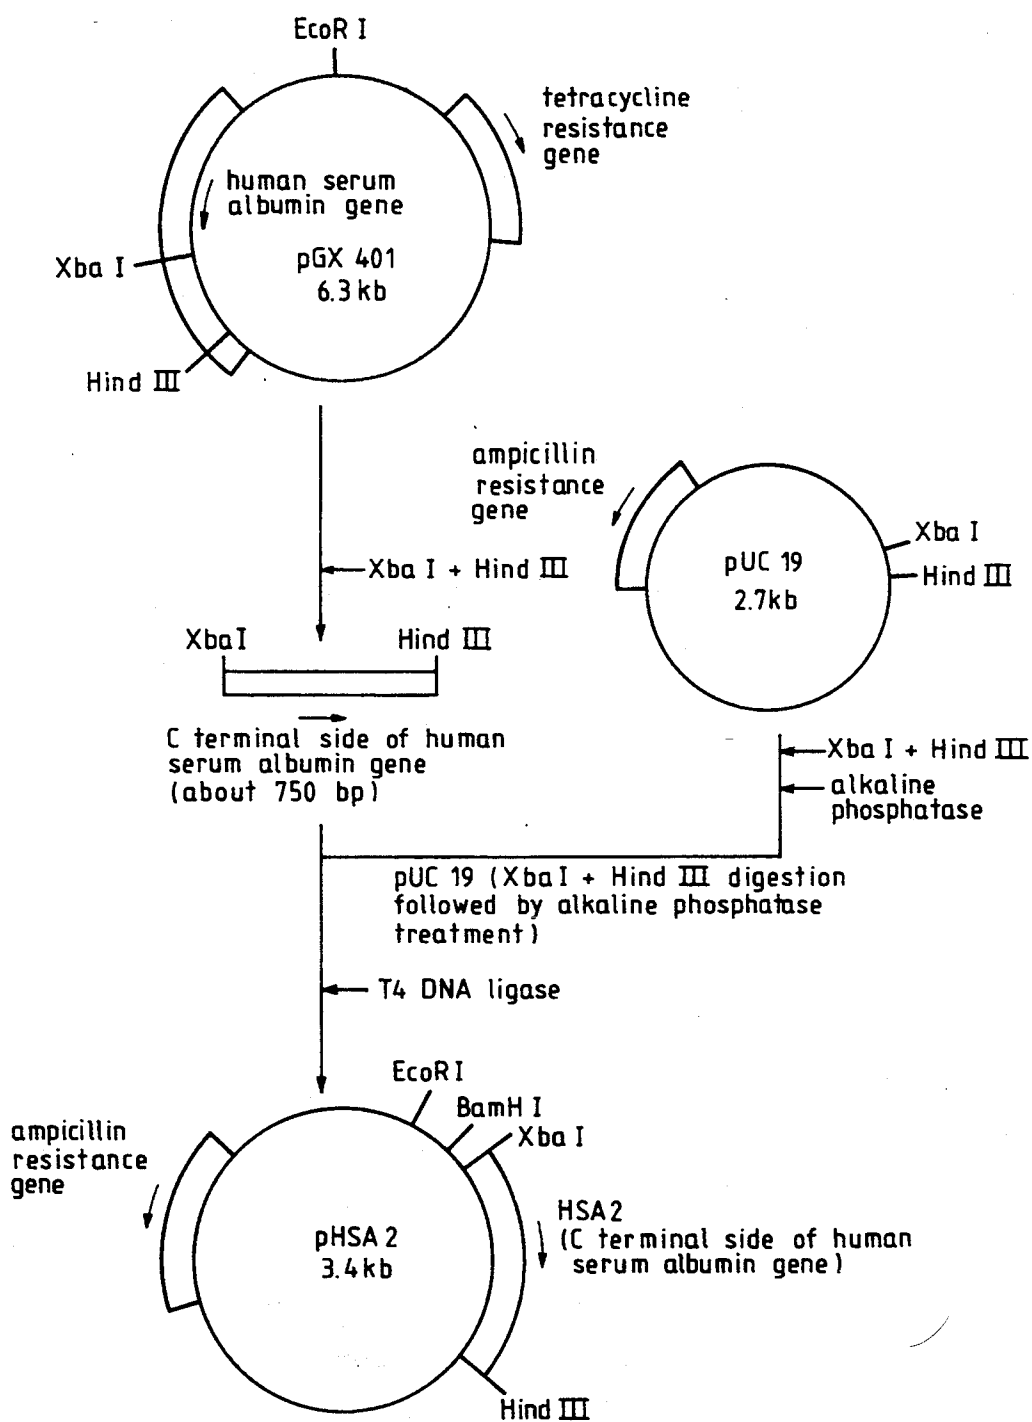 EcoR I
tetracycline
resistance
gene
human serum
albumin gene
pGX 401
6.3 kb
Xba I
Hind III
ampicillin
resistance
gene
Xba I
Hind III
pUC 19
2.7kb
Xba I + Hind III
Xba I
Hind III
C terminal side of human
serum albumin gene
(about 750 bp)
Xba I + Hind III
alkaline
phosphatase
pUC 19 (Xba I + Hind III digestion
followed by alkaline phosphatase
treatment)
T4 DNA ligase
EcoR I
BamH I
Xba I
ampicillin
resistance
gene
pHSA 2
3.4kb
HSA 2
(C terminal side of human
serum albumin gene)
Hind III